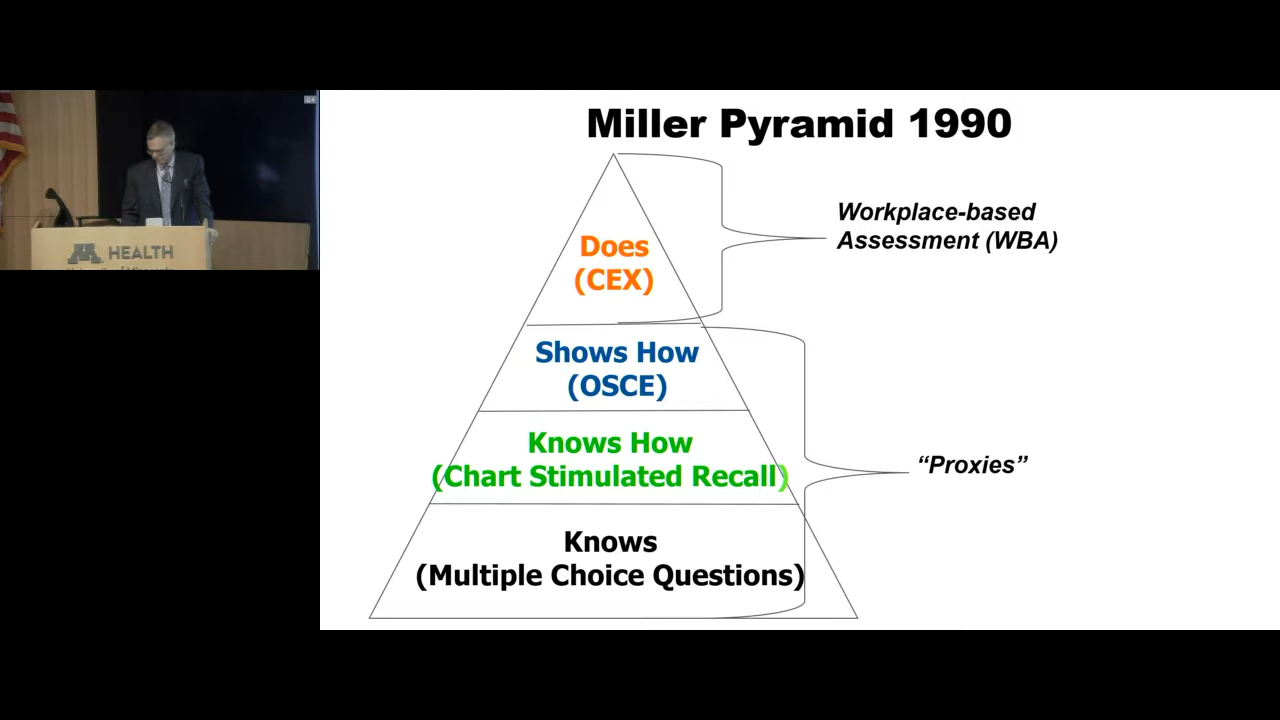 Miller Pyramid 1990
Does
(CEX)
Workplace-based
Assessment (WBA)
Shows How
(OSCE)
Knows How
(Chart Stimulated Recall)
“Proxies”
Knows
(Multiple Choice Questions)
M HEALTH